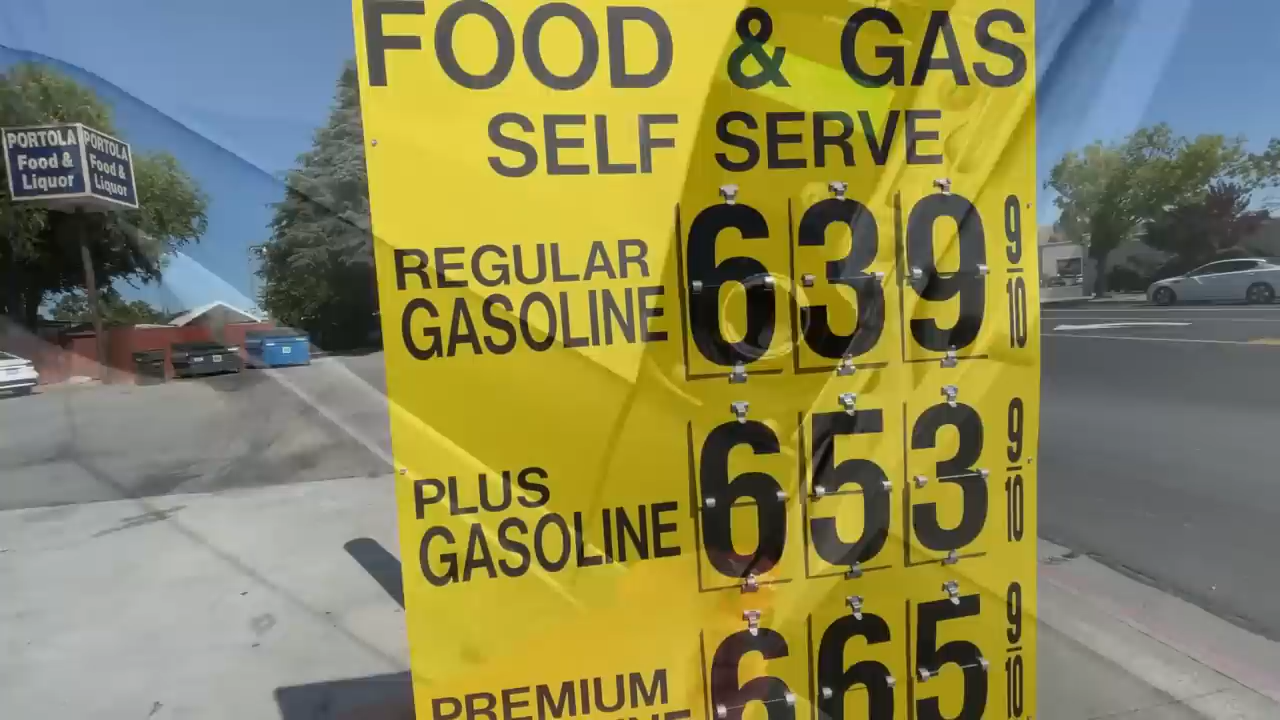 FOOD & GAS
SELF SERVE
REGULAR
GASOLINE
639 9/10
PLUS
GASOLINE
653 9/10
PREMIUM
665 9/10
PORTOLA
Food &
Liquor
PORTOLA
Food &
Liquor